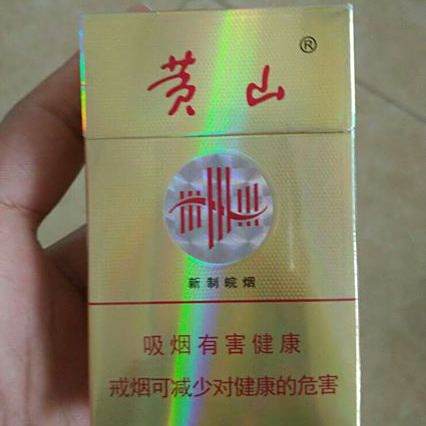 黄山®
新制皖烟
吸烟有害健康
戒烟可减少对健康的危害